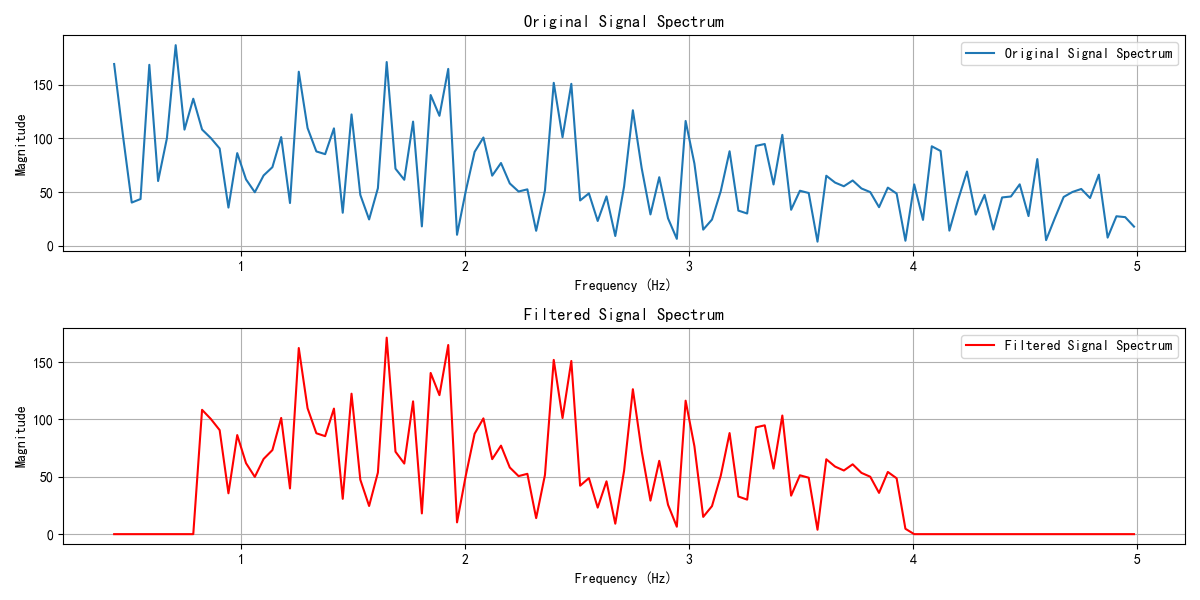 Original Signal Spectrum
Original Signal Spectrum
Magnitude
150
100
50
0
1 2 3 4 5
Frequency (Hz)
Filtered Signal Spectrum
Filtered Signal Spectrum
Magnitude
150
100
50
0
1 2 3 4 5
Frequency (Hz)